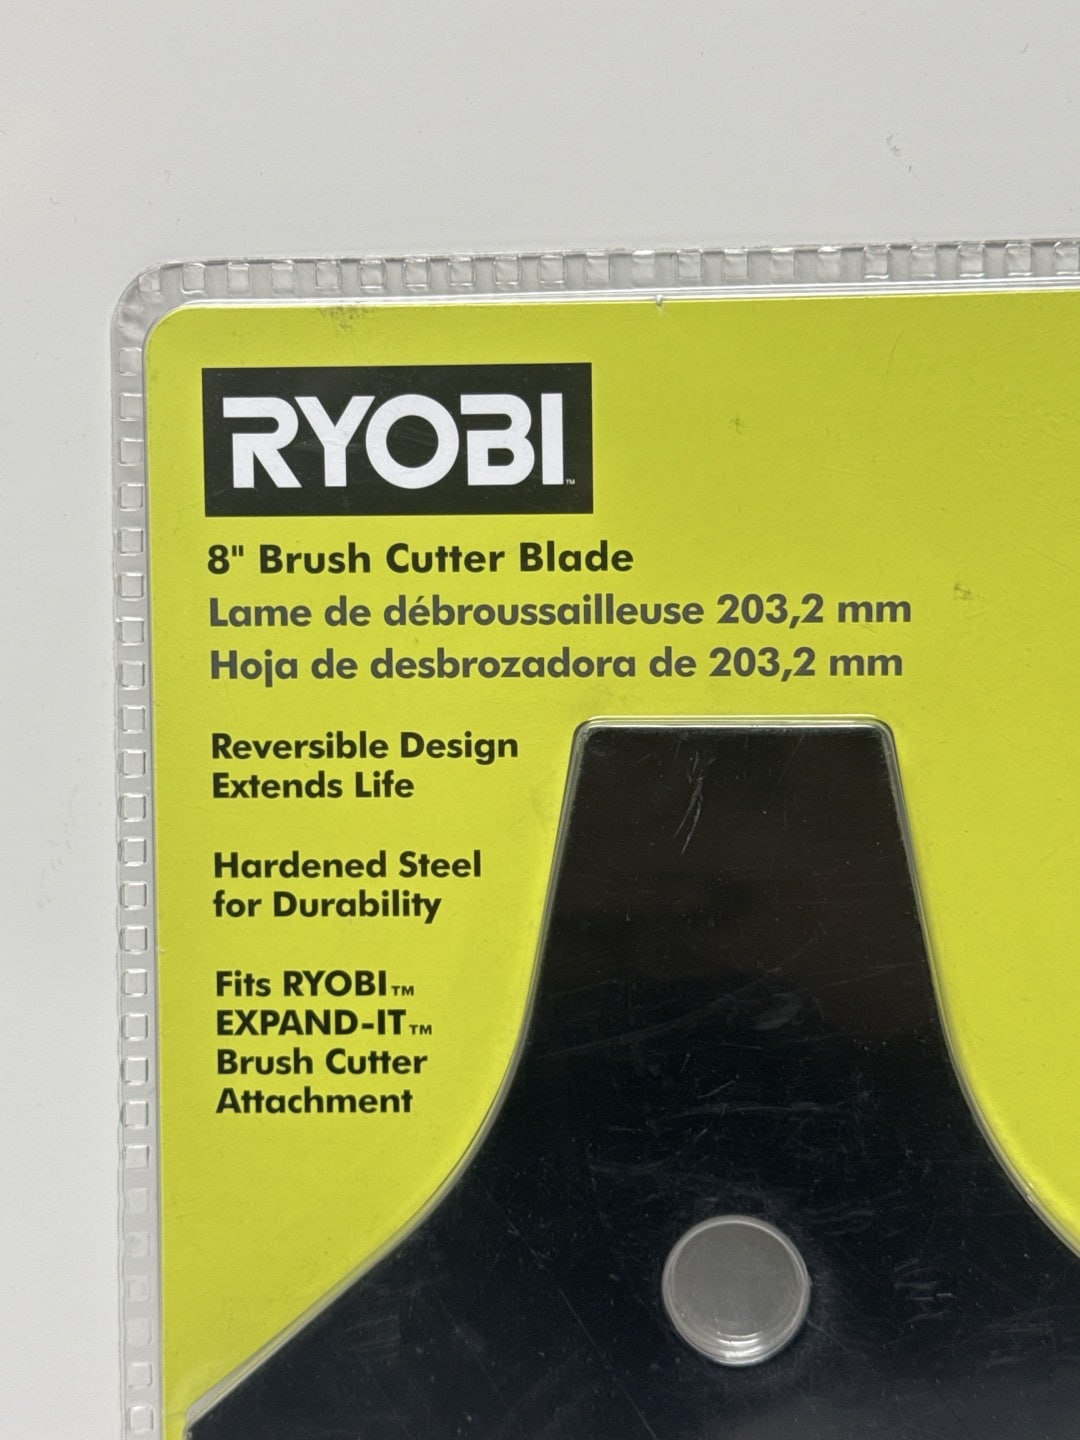 RYOBI™
8" Brush Cutter Blade
Lame de débroussailleuse 203,2 mm
Hoja de desbrozadora de 203,2 mm
Reversible Design
Extends Life
Hardened Steel
for Durability
Fits RYOBI™
EXPAND-IT™
Brush Cutter
Attachment